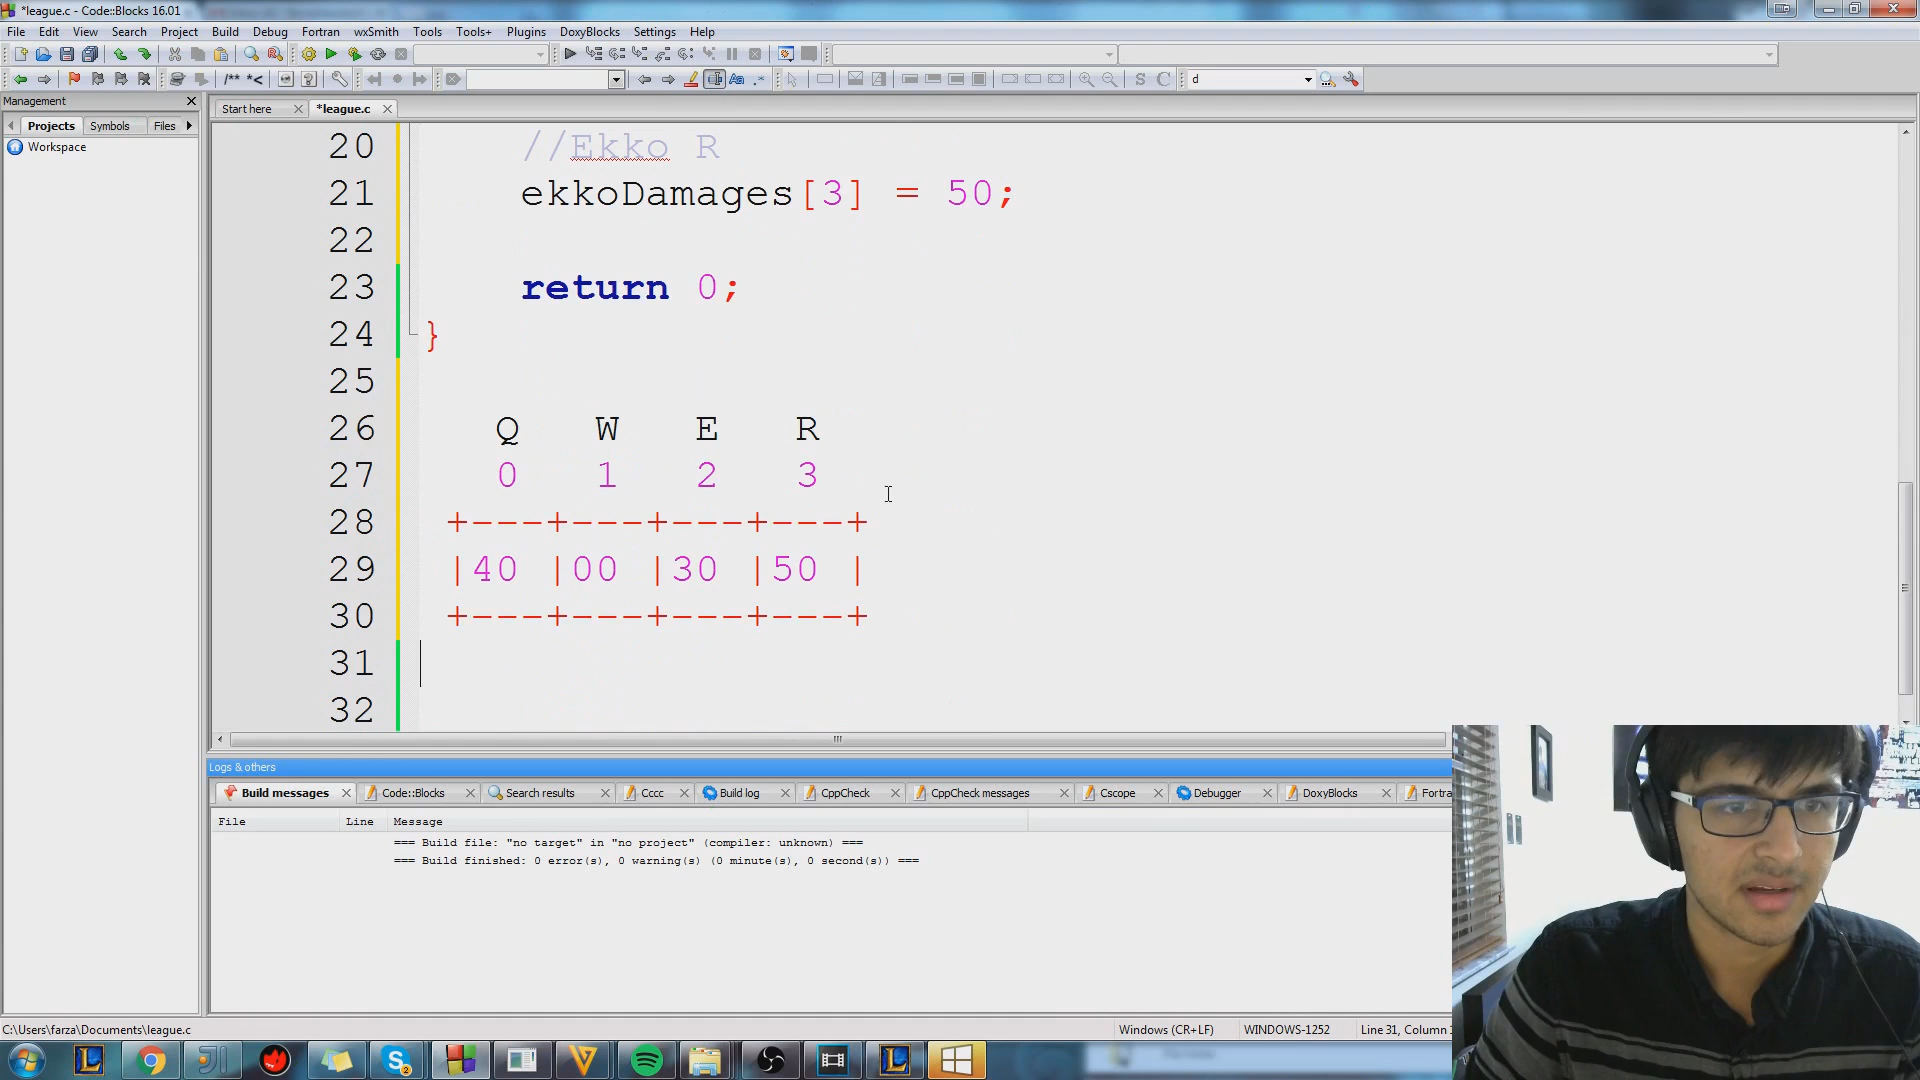 *league.c - Code::Blocks 16.01
File Edit View Search Project Build Debug Fortran wxSmith Tools Tools+ Plugins DoxyBlocks Settings Help
/** *< d
Management
Start here *league.c
Projects Symbols Files
Workspace
20 //Ekko R
21 ekkoDamages[3] = 50;
22
23 return 0;
24 }
25
26 Q W E R
27 0 1 2 3
28 +---+---+---+---+
29 |40 |00 |30 |50 |
30 +---+---+---+---+
31
32
Logs & others
Build messages Code::Blocks Search results Cccc Build log CppCheck CppCheck messages Cscope Debugger DoxyBlocks Fortra
File Line Message
=== Build file: "no target" in "no project" (compiler: unknown) ===
=== Build finished: 0 error(s), 0 warning(s) (0 minute(s), 0 second(s)) ===
C:\Users\farza\Documents\league.c Windows (CR+LF) WINDOWS-1252 Line 31, Column